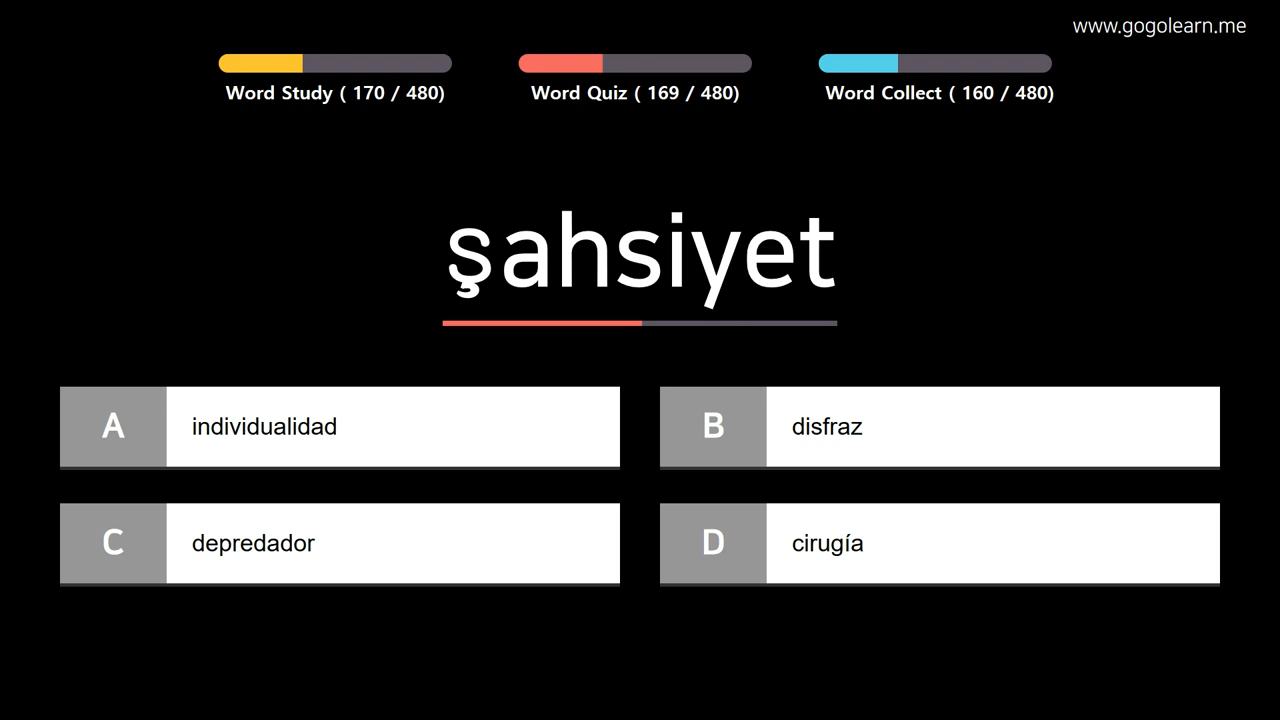 www.gogolearn.me
Word Study ( 170 / 480)
Word Quiz ( 169 / 480)
Word Collect ( 160 / 480)
şahsiyet
A individualidad
B disfraz
C depredador
D cirugía